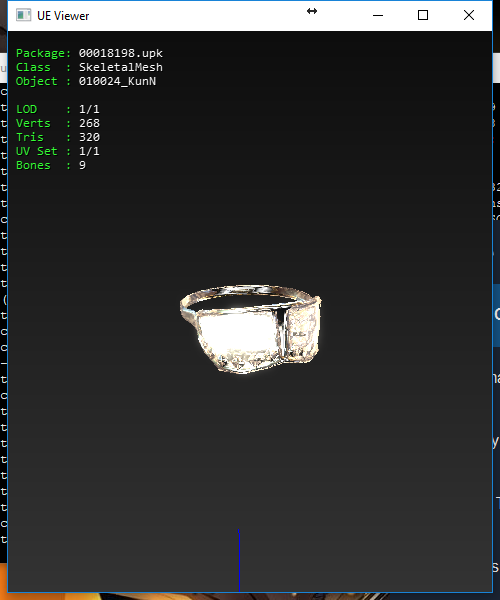 UE Viewer
Package: 00018198.upk
Class : SkeletalMesh
Object : 010024_KunN
LOD : 1/1
Verts : 268
Tris : 320
UV Set : 1/1
Bones : 9